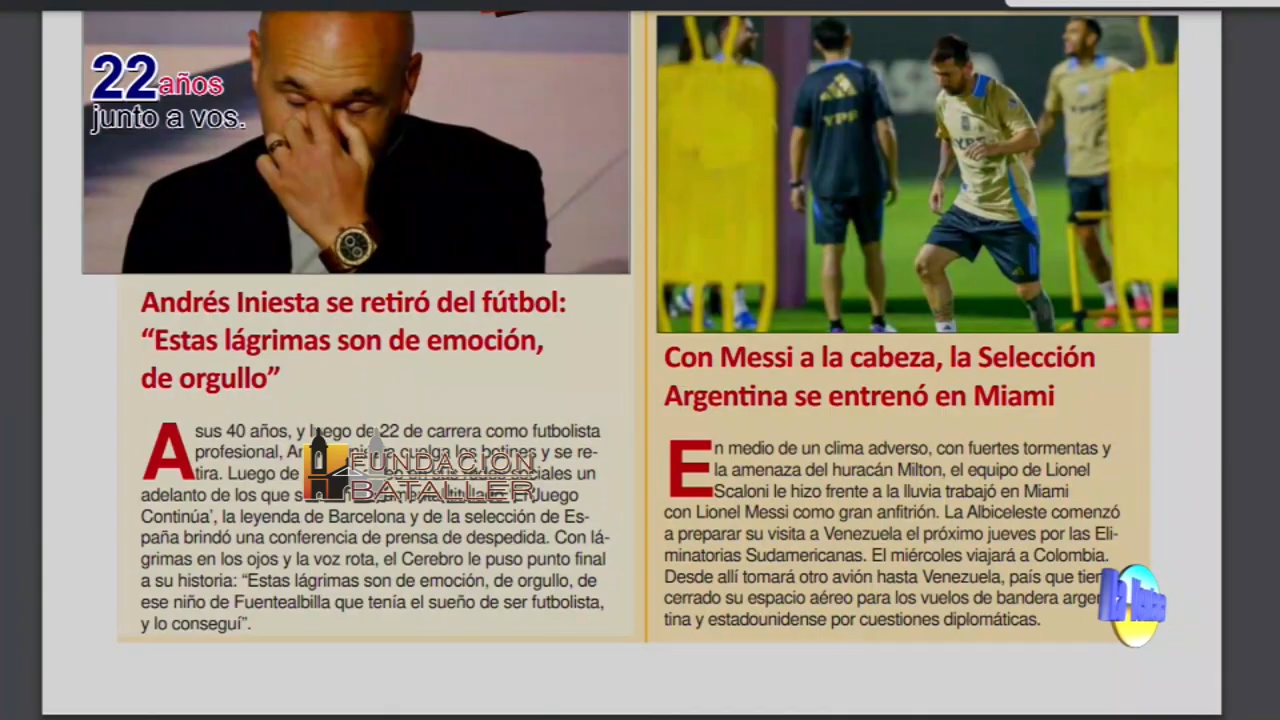 22 años
junto a vos.
YPF
YPF
Andrés Iniesta se retiró del fútbol:
“Estas lágrimas son de emoción,
de orgullo”
A sus 40 años, y luego de 22 de carrera como futbolista
profesional, botines y se re-
tira. Luego de sociales un
adelanto de los que
Continúa’, la leyenda de Barcelona y de la selección de Es-
paña brindó una conferencia de prensa de despedida. Con lá-
grimas en los ojos y la voz rota, el Cerebro le puso punto final
a su historia: “Estas lágrimas son de emoción, de orgullo, de
ese niño de Fuentealbilla que tenía el sueño de ser futbolista,
y lo conseguí”.
FUNDACIÓN
BATALLER
Con Messi a la cabeza, la Selección
Argentina se entrenó en Miami
En medio de un clima adverso, con fuertes tormentas y
la amenaza del huracán Milton, el equipo de Lionel
Scaloni le hizo frente a la lluvia trabajó en Miami
con Lionel Messi como gran anfitrión. La Albiceleste comenzó
a preparar su visita a Venezuela el próximo jueves por las Eli-
minatorias Sudamericanas. El miércoles viajará a Colombia.
Desde allí tomará otro avión hasta Venezuela, país que
cerrado su espacio aéreo para los vuelos de bandera
tina y estadounidense por cuestiones diplomáticas.